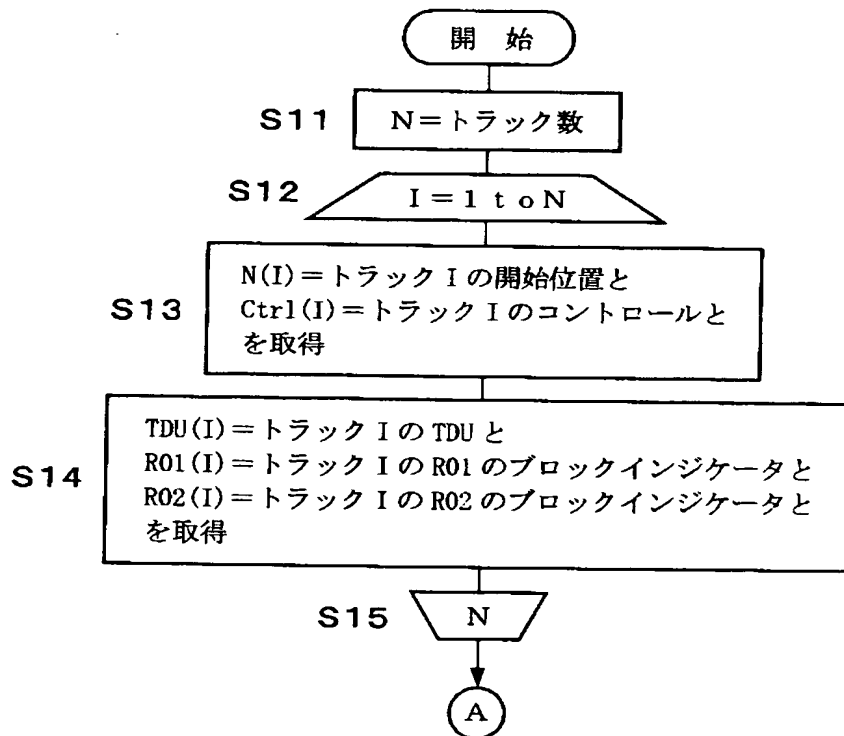 開 始
S11
N=トラック数
S12
I=1 to N
S13
N(I)=トラック I の開始位置と
Ctrl(I)=トラック I のコントロールと
を取得
S14
TDU(I)=トラック I の TDU と
RO1(I)=トラック I の RO1 のブロックインジケータと
RO2(I)=トラック I の RO2 のブロックインジケータと
を取得
S15
N
A